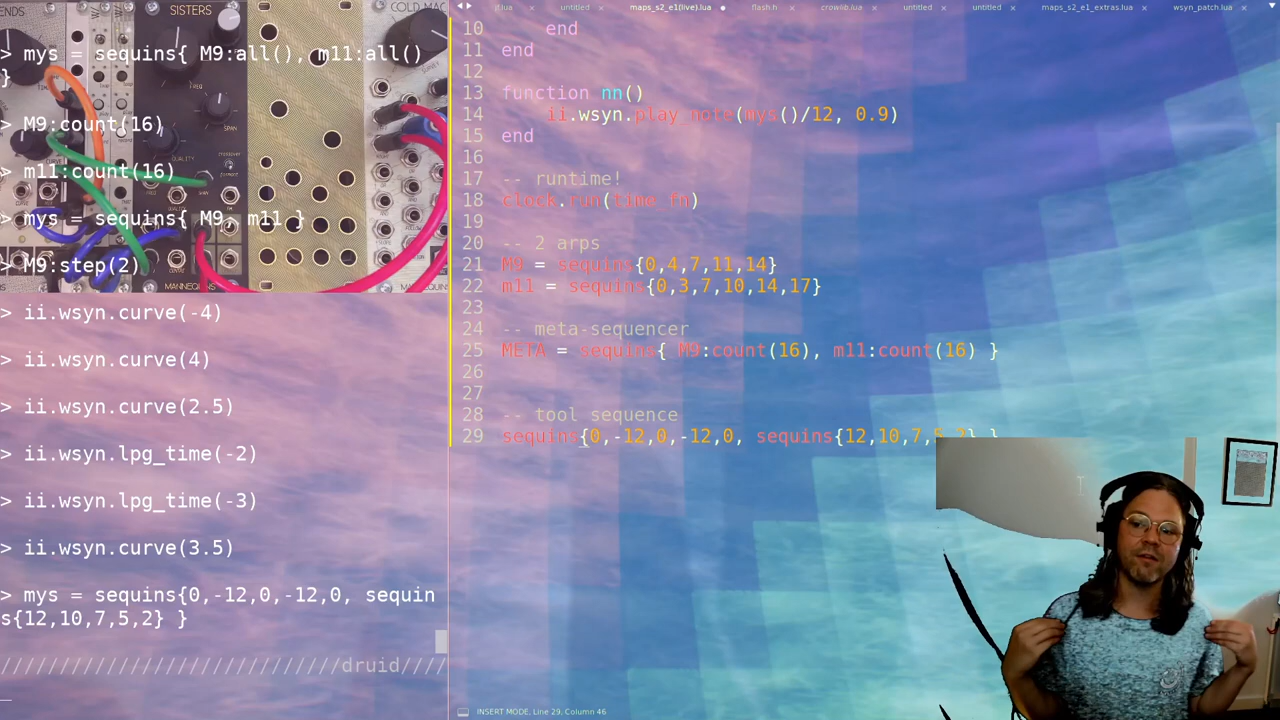 SISTERS
COLD MAC
> mys = sequins{ M9:all(), m11:all()
}
> M9:count(16)
> m11:count(16)
> mys = sequins{ M9, m11 }
> M9:step(2)
> ii.wsyn.curve(-4)
> ii.wsyn.curve(4)
> ii.wsyn.curve(2.5)
> ii.wsyn.lpg_time(-2)
> ii.wsyn.lpg_time(-3)
> ii.wsyn.curve(3.5)
> mys = sequins{0,-12,0,-12,0, sequin
s{12,10,7,5,2} }
///////////////////////////druid////
untitled × maps_s2_e1(live).lua ● flash.h × crowlib.lua × untitled × untitled × maps_s2_e1_extras.lua × wsyn_patch.lua ×
10 end
11 end
12
13 function nn()
14 ii.wsyn.play_note(mys()/12, 0.9)
15 end
16
17 -- runtime!
18 clock.run(time_fn)
19
20 -- 2 arps
21 M9 = sequins{0,4,7,11,14}
22 m11 = sequins{0,3,7,10,14,17}
23
24 -- meta-sequencer
25 META = sequins{ M9:count(16), m11:count(16) }
26
27
28 -- tool sequence
29 sequins{0,-12,0,-12,0, sequins{12,10,7,5,2} }
INSERT MODE, Line 29, Column 46